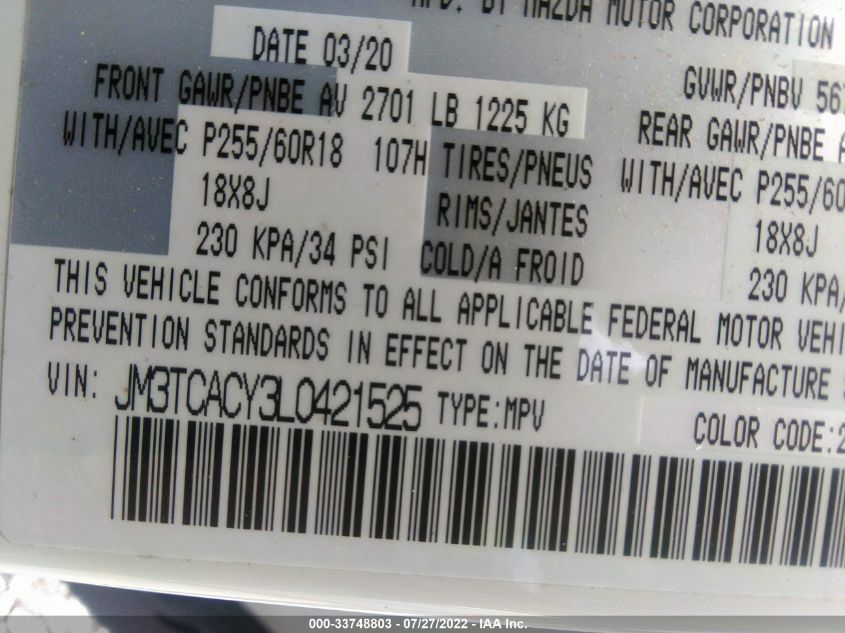 MFD. BY MAZDA MOTOR CORPORATION
DATE 03/20
FRONT GAWR/PNBE AV 2701 LB 1225 KG
WITH/AVEC P255/60R18 107H TIRES/PNEUS
18X8J RIMS/JANTES
230 KPA/34 PSI COLD/A FROID
GVWR/PNBV 567
REAR GAWR/PNBE A
WITH/AVEC P255/60
18X8J
230 KPA/
THIS VEHICLE CONFORMS TO ALL APPLICABLE FEDERAL MOTOR VEHI
PREVENTION STANDARDS IN EFFECT ON THE DATE OF MANUFACTURE
VIN: JM3TCACY3L0421525 TYPE:MPV
COLOR CODE:2
000-33748803 - 07/27/2022 - IAA Inc.